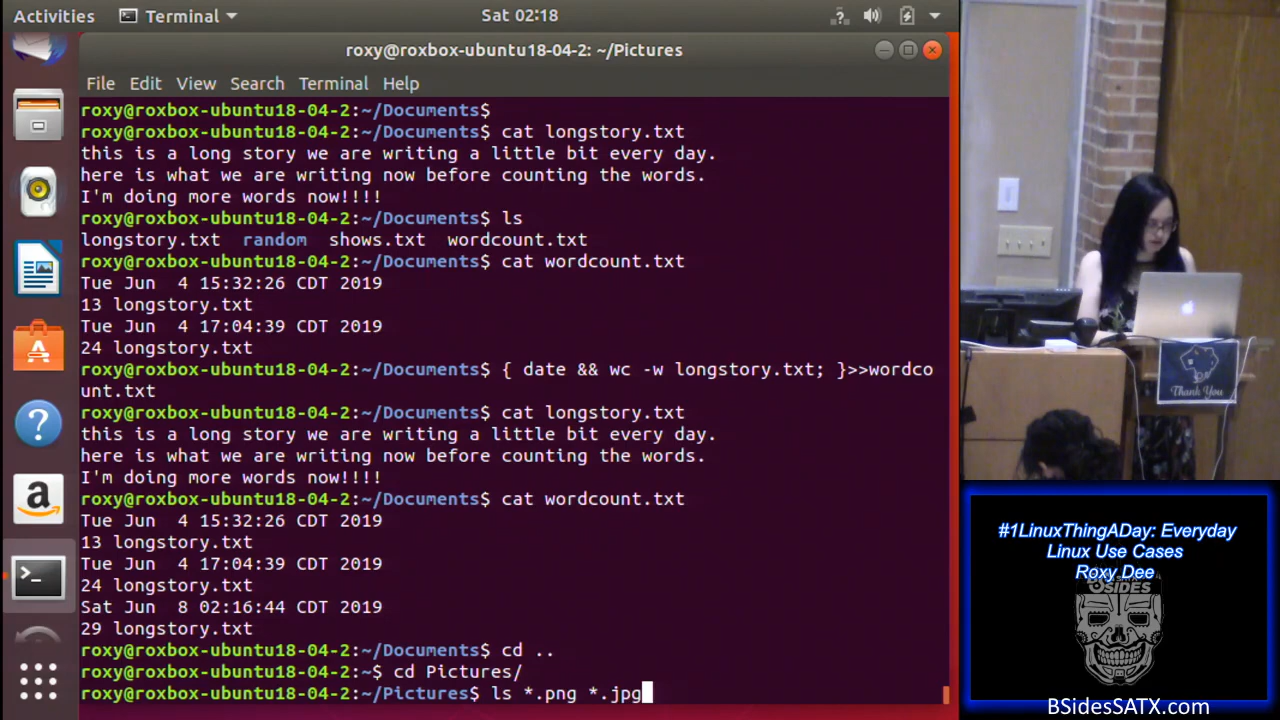 Activities
Terminal
Sat 02:18
roxy@roxbox-ubuntu18-04-2: ~/Pictures
File Edit View Search Terminal Help
roxy@roxbox-ubuntu18-04-2:~/Documents$
roxy@roxbox-ubuntu18-04-2:~/Documents$ cat longstory.txt
this is a long story we are writing a little bit every day.
here is what we are writing now before counting the words.
I'm doing more words now!!!!
roxy@roxbox-ubuntu18-04-2:~/Documents$ ls
longstory.txt random shows.txt wordcount.txt
roxy@roxbox-ubuntu18-04-2:~/Documents$ cat wordcount.txt
Tue Jun 4 15:32:26 CDT 2019
13 longstory.txt
Tue Jun 4 17:04:39 CDT 2019
24 longstory.txt
roxy@roxbox-ubuntu18-04-2:~/Documents$ { date && wc -w longstory.txt; }>>wordco
unt.txt
roxy@roxbox-ubuntu18-04-2:~/Documents$ cat longstory.txt
this is a long story we are writing a little bit every day.
here is what we are writing now before counting the words.
I'm doing more words now!!!!
roxy@roxbox-ubuntu18-04-2:~/Documents$ cat wordcount.txt
Tue Jun 4 15:32:26 CDT 2019
13 longstory.txt
Tue Jun 4 17:04:39 CDT 2019
24 longstory.txt
Sat Jun 8 02:16:44 CDT 2019
29 longstory.txt
roxy@roxbox-ubuntu18-04-2:~/Documents$ cd ..
roxy@roxbox-ubuntu18-04-2:~$ cd Pictures/
roxy@roxbox-ubuntu18-04-2:~/Pictures$ ls *.png *.jpg
Thank You
#1LinuxThingADay: Everyday
Linux Use Cases
Roxy Dee
BSIDES
BSidesSATX.com